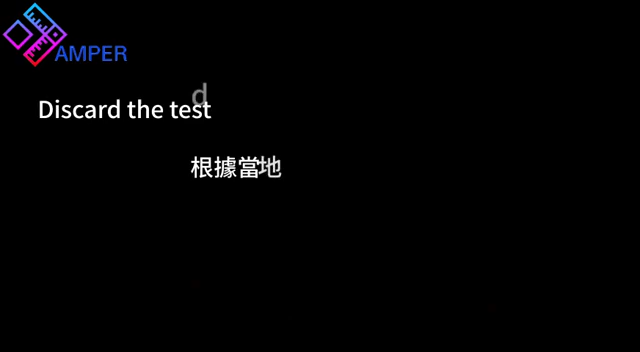 AMPER
Discard the test
d
根據當地